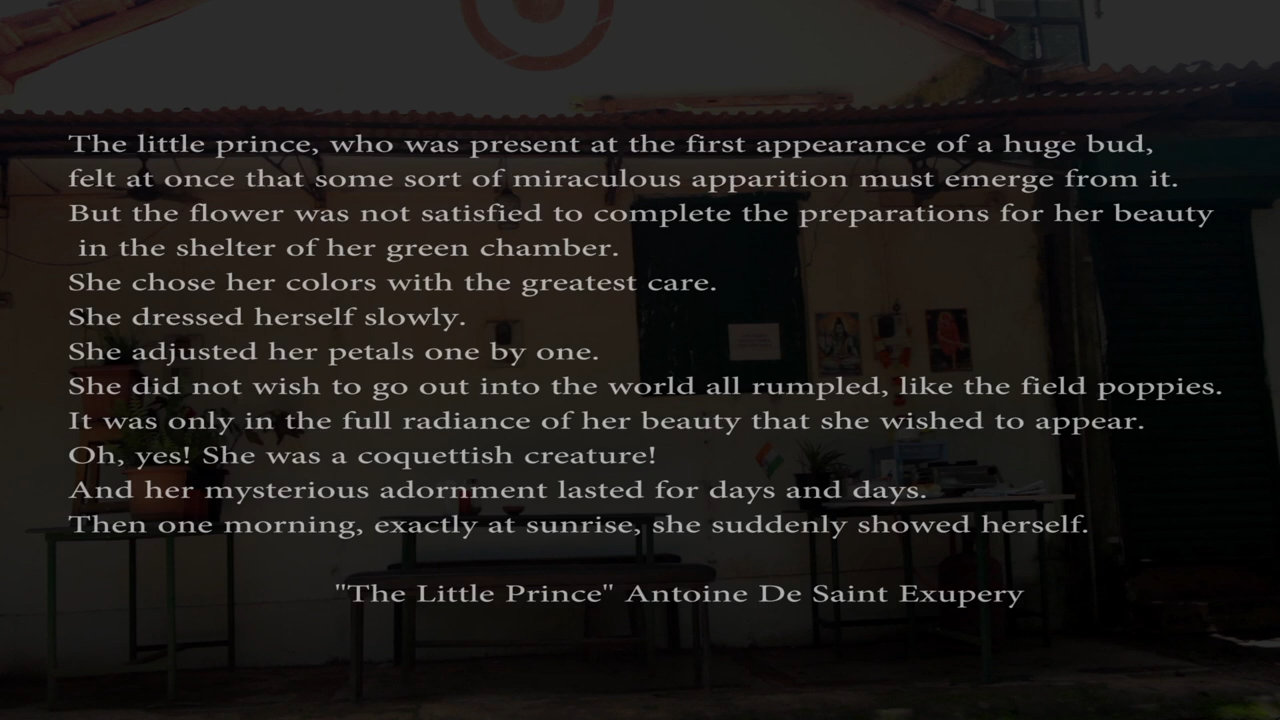 The little prince, who was present at the first appearance of a huge bud,
felt at once that some sort of miraculous apparition must emerge from it.
But the flower was not satisfied to complete the preparations for her beauty
in the shelter of her green chamber.
She chose her colors with the greatest care.
She dressed herself slowly.
She adjusted her petals one by one.
She did not wish to go out into the world all rumpled, like the field poppies.
It was only in the full radiance of her beauty that she wished to appear.
Oh, yes! She was a coquettish creature!
And her mysterious adornment lasted for days and days.
Then one morning, exactly at sunrise, she suddenly showed herself.
"The Little Prince" Antoine De Saint Exupery